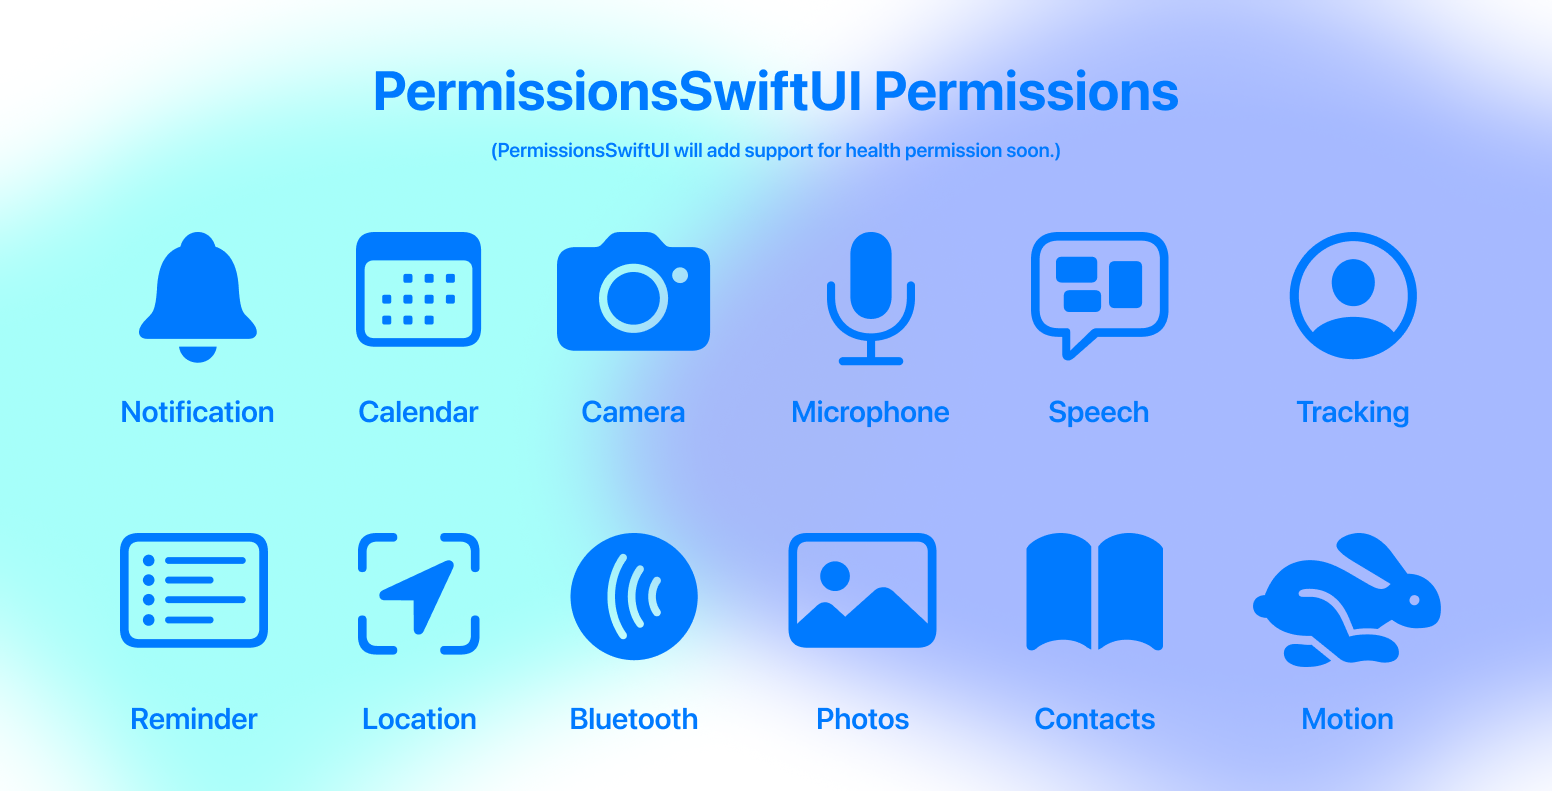 PermissionsSwiftUI Permissions
(PermissionsSwiftUI will add support for health permission soon.)
Notification
Calendar
Camera
Microphone
Speech
Tracking
Reminder
Location
Bluetooth
Photos
Contacts
Motion